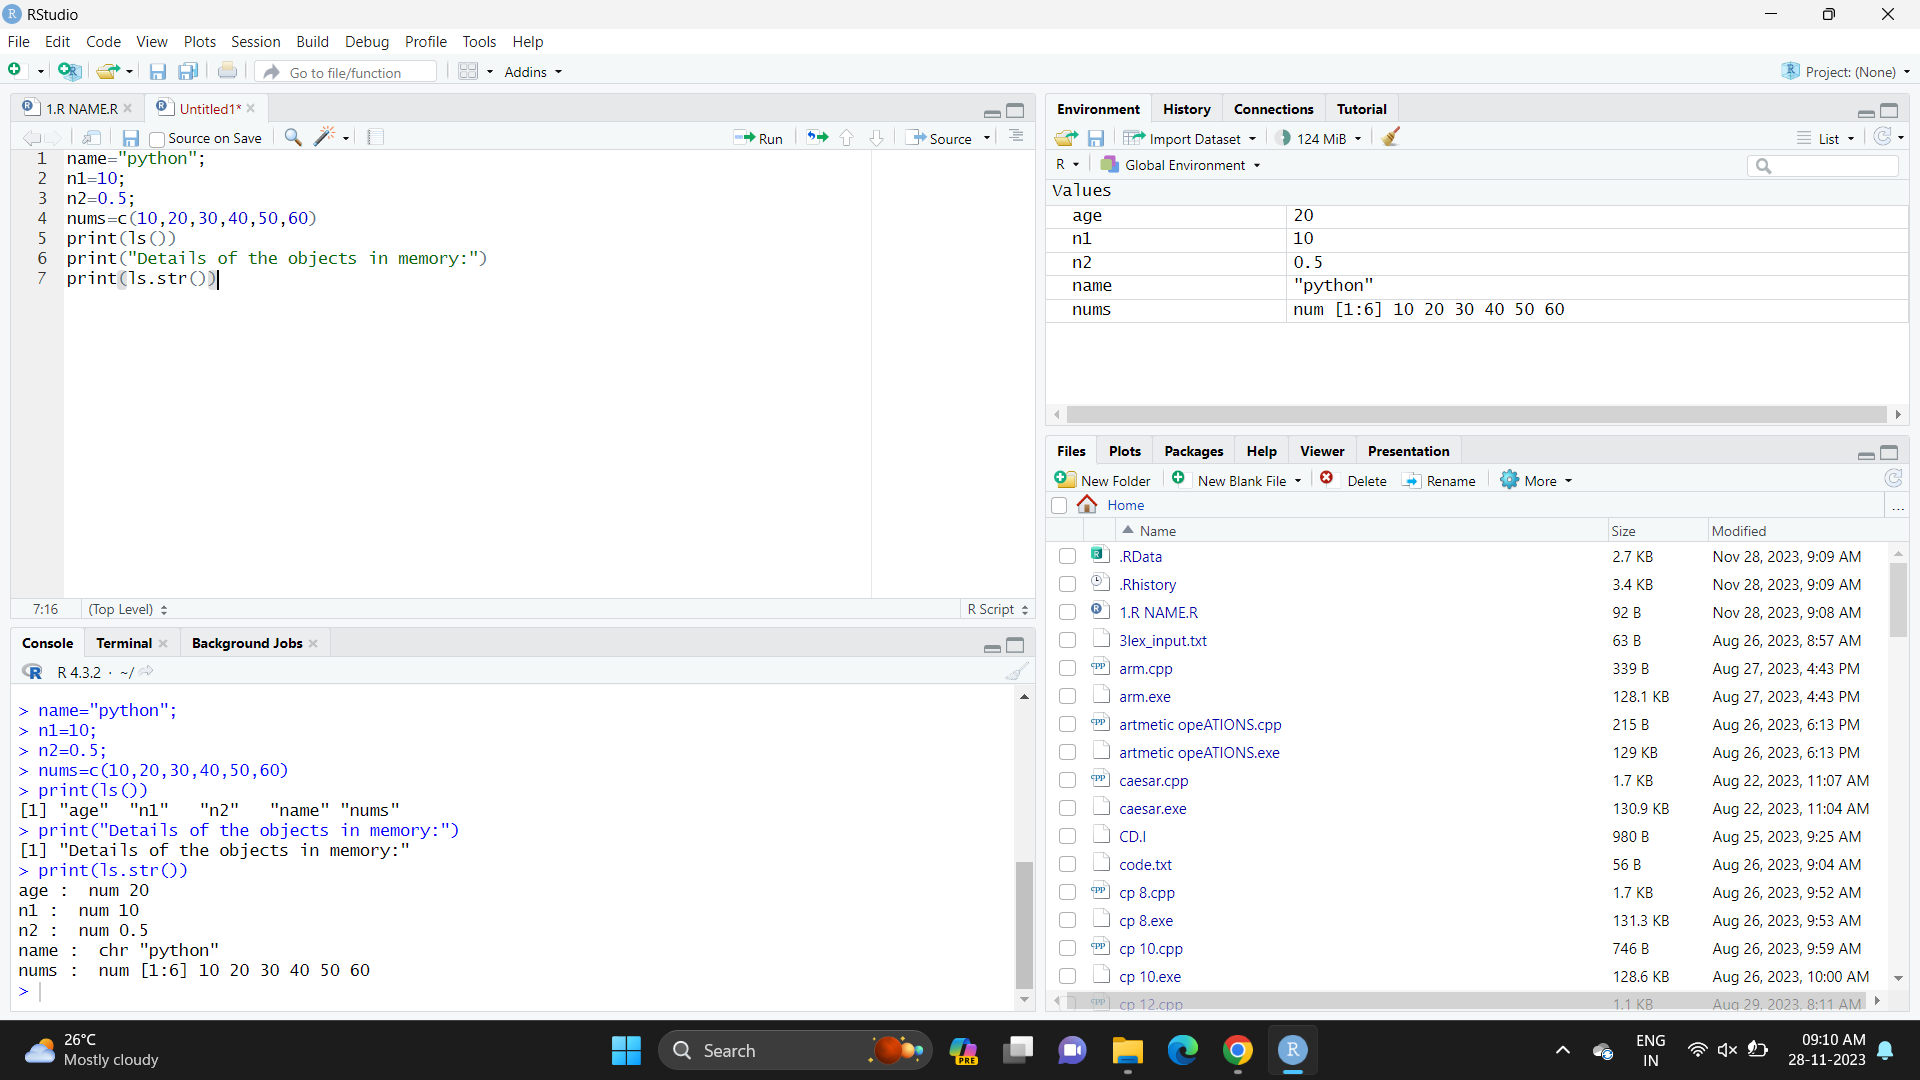 RStudio
File Edit Code View Plots Session Build Debug Profile Tools Help
Go to file/function Addins Project: (None)
1.R NAME.R Untitled1*
Source on Save Run Source
1 name="python";
2 n1=10;
3 n2=0.5;
4 nums=c(10,20,30,40,50,60)
5 print(ls())
6 print("Details of the objects in memory:")
7 print(ls.str())
7:16 (Top Level) R Script
Console Terminal Background Jobs
R 4.3.2 · ~/
> name="python";
> n1=10;
> n2=0.5;
> nums=c(10,20,30,40,50,60)
> print(ls())
[1] "age"  "n1"   "n2"   "name" "nums"
> print("Details of the objects in memory:")
[1] "Details of the objects in memory:"
> print(ls.str())
age :  num 20
n1 :  num 10
n2 :  num 0.5
name :  chr "python"
nums :  num [1:6] 10 20 30 40 50 60
>
Environment History Connections Tutorial
Import Dataset 124 MiB List
R Global Environment
Values
age 20
n1 10
n2 0.5
name "python"
nums num [1:6] 10 20 30 40 50 60
Files Plots Packages Help Viewer Presentation
New Folder New Blank File Delete Rename More
Home ...
Name Size Modified
.RData 2.7 KB Nov 28, 2023, 9:09 AM
.Rhistory 3.4 KB Nov 28, 2023, 9:09 AM
1.R NAME.R 92 B Nov 28, 2023, 9:08 AM
3lex_input.txt 63 B Aug 26, 2023, 8:57 AM
arm.cpp 339 B Aug 27, 2023, 4:43 PM
arm.exe 128.1 KB Aug 27, 2023, 4:43 PM
artmetic opeATIONS.cpp 215 B Aug 26, 2023, 6:13 PM
artmetic opeATIONS.exe 129 KB Aug 26, 2023, 6:13 PM
caesar.cpp 1.7 KB Aug 22, 2023, 11:07 AM
caesar.exe 130.9 KB Aug 22, 2023, 11:04 AM
CD.l 980 B Aug 25, 2023, 9:25 AM
code.txt 56 B Aug 26, 2023, 9:04 AM
cp 8.cpp 1.7 KB Aug 26, 2023, 9:52 AM
cp 8.exe 131.3 KB Aug 26, 2023, 9:53 AM
cp 10.cpp 746 B Aug 26, 2023, 9:59 AM
cp 10.exe 128.6 KB Aug 26, 2023, 10:00 AM
cp 12.cpp 1.1 KB Aug 29, 2023, 8:11 AM
26°C
Mostly cloudy
Search
PRE
ENG
IN
09:10 AM
28-11-2023